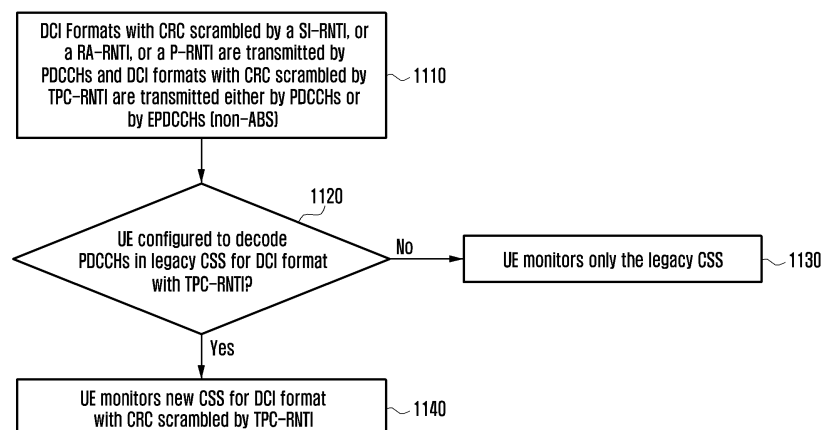 DCI Formats with CRC scrambled by a SI-RNTI, or
a RA-RNTI, or a P-RNTI are transmitted by
PDCCHs and DCI formats with CRC scrambled by
TPC-RNTI are transmitted either by PDCCHs or
by EPDCCHs (non-ABS)
1110
1120
UE configured to decode
PDCCHs in legacy CSS for DCI format
with TPC-RNTI?
No
UE monitors only the legacy CSS
1130
Yes
UE monitors new CSS for DCI format
with CRC scrambled by TPC-RNTI
1140